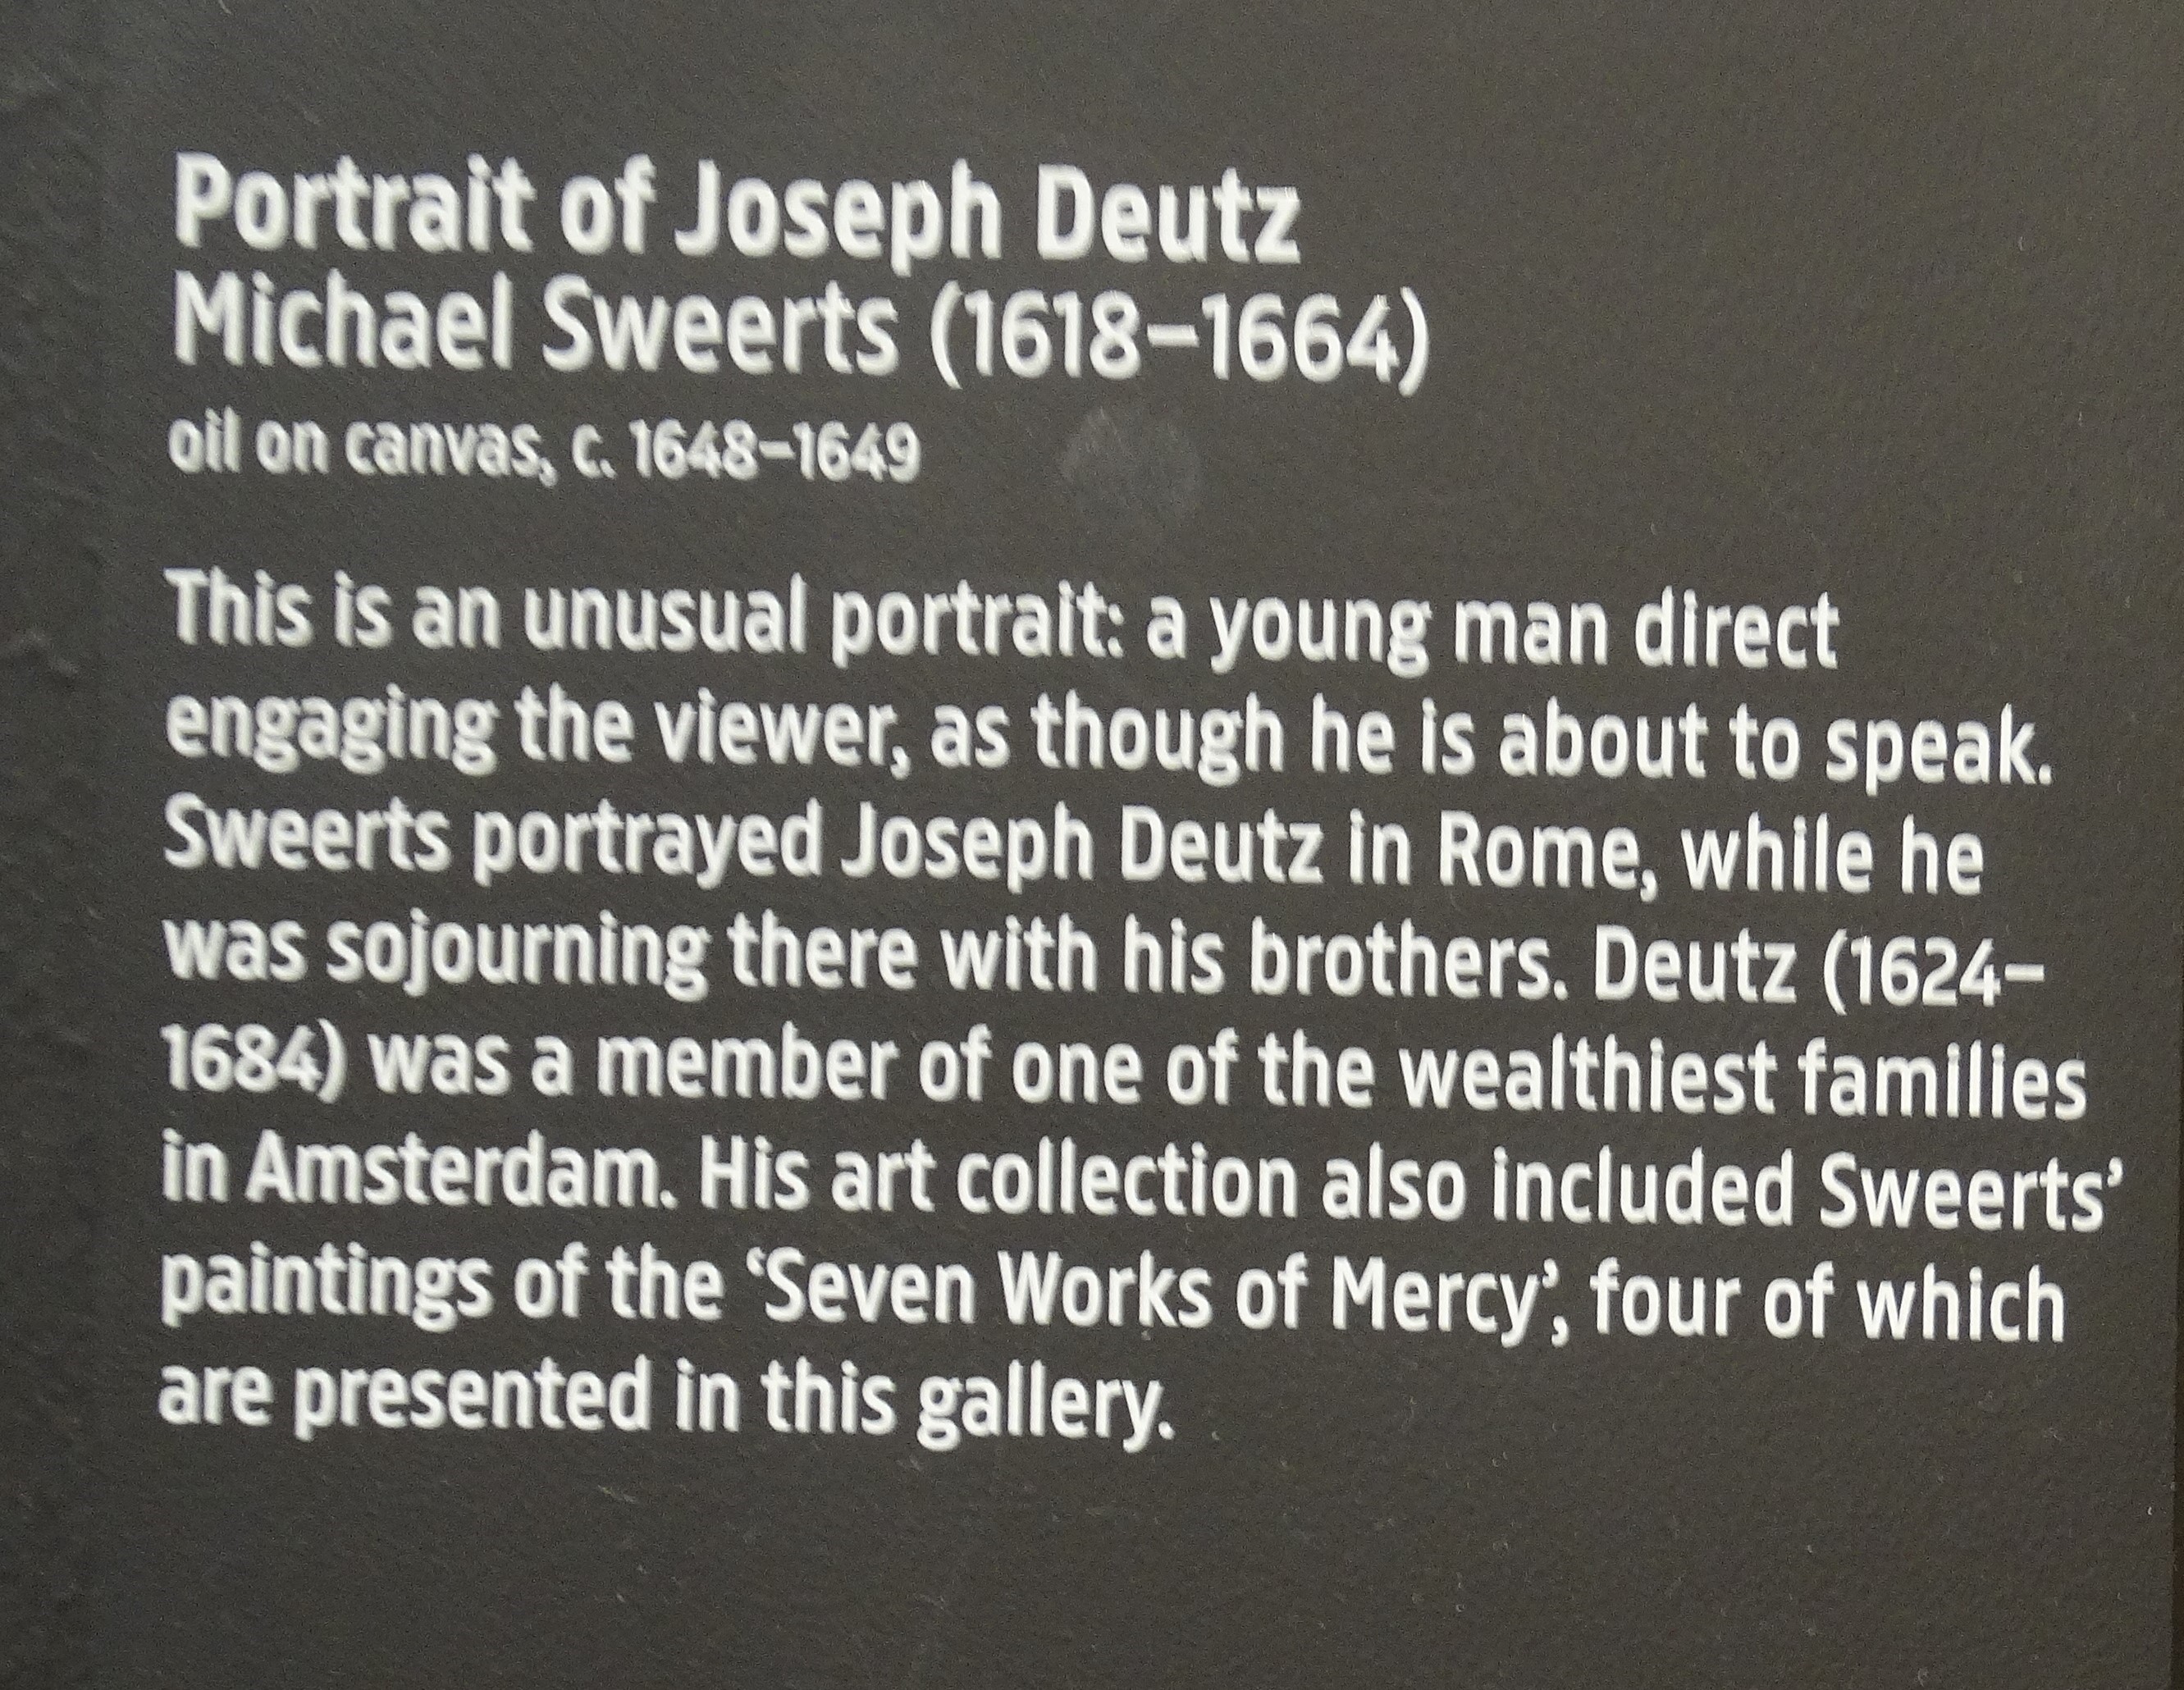 Portrait of Joseph Deutz
Michael Sweerts (1618–1664)
oil on canvas, c. 1648–1649
This is an unusual portrait: a young man direct
engaging the viewer, as though he is about to speak.
Sweerts portrayed Joseph Deutz in Rome, while he
was sojourning there with his brothers. Deutz (1624–
1684) was a member of one of the wealthiest families
in Amsterdam. His art collection also included Sweerts’
paintings of the ‘Seven Works of Mercy’, four of which
are presented in this gallery.